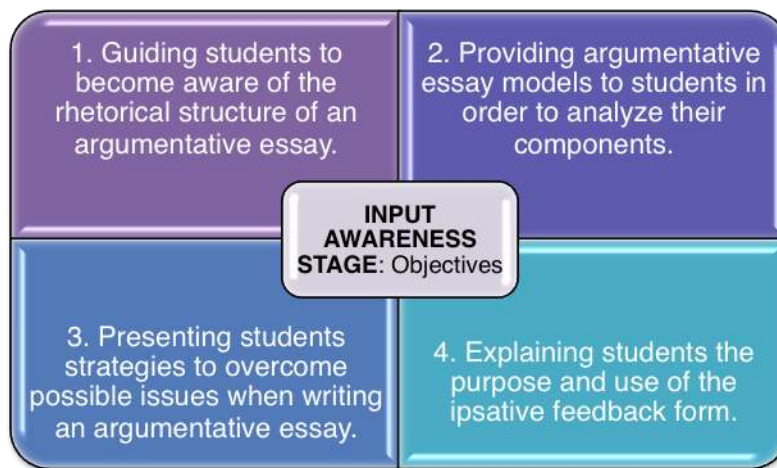 1. Guiding students to
become aware of the
rhetorical structure of an
argumentative essay.
2. Providing argumentative
essay models to students in
order to analyze their
components.
INPUT
AWARENESS
STAGE: Objectives
3. Presenting students
strategies to overcome
possible issues when writing
an argumentative essay.
4. Explaining students the
purpose and use of the
ipsative feedback form.